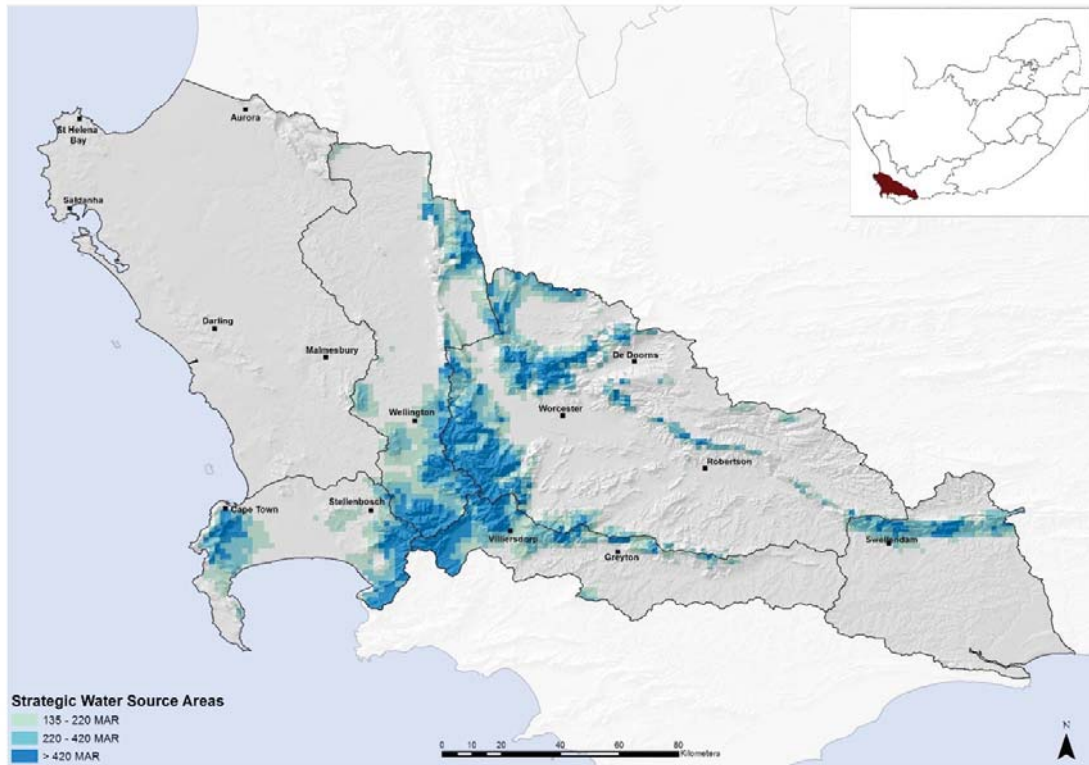 Aurora
St Helena
Bay
Saldanha
Darling
Malmesbury
De Doorns
Wellington
Worcester
Robertson
Cape Town
Stellenbosch
Villiersdorp
Swellendam
Greyton
Strategic Water Source Areas
135 - 220 MAR
220 - 420 MAR
> 420 MAR
0 10 20 40 60 80
Kilometers
N